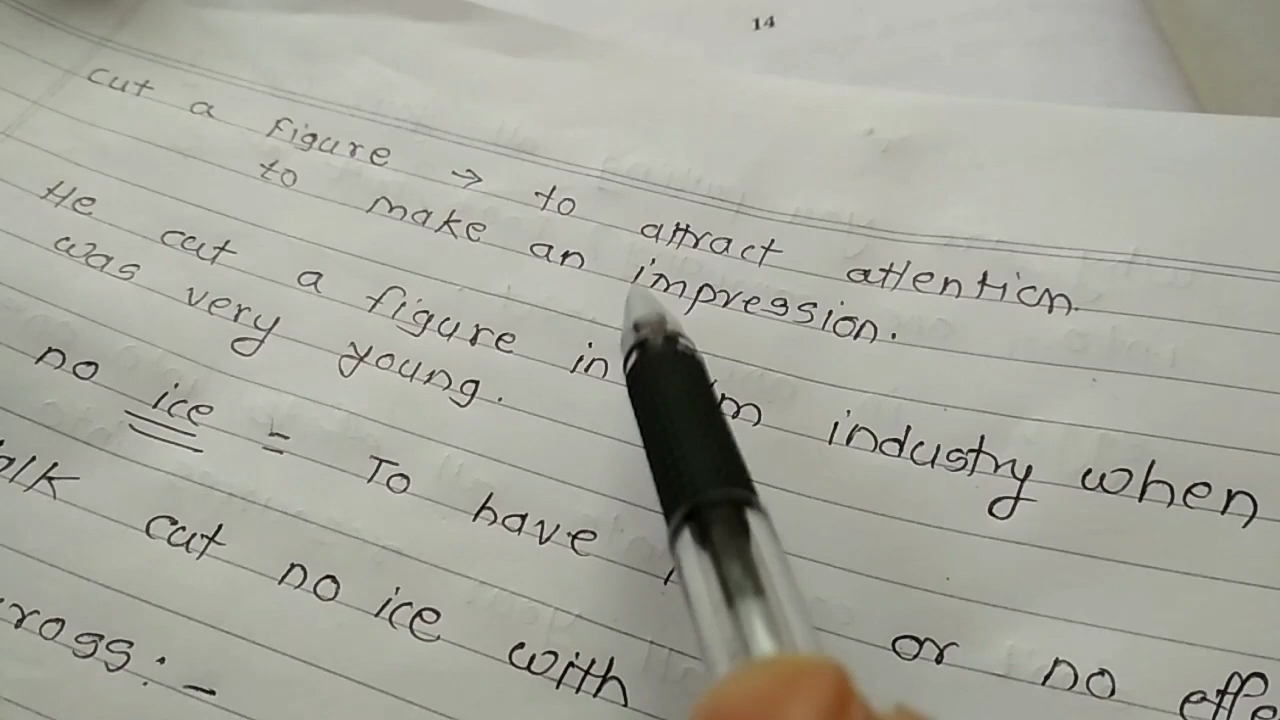 14
cut a figure → to attract attention.
to make an impression.
He cut a figure in industry when
was very young.
no ice = To have or no
cut no ice with